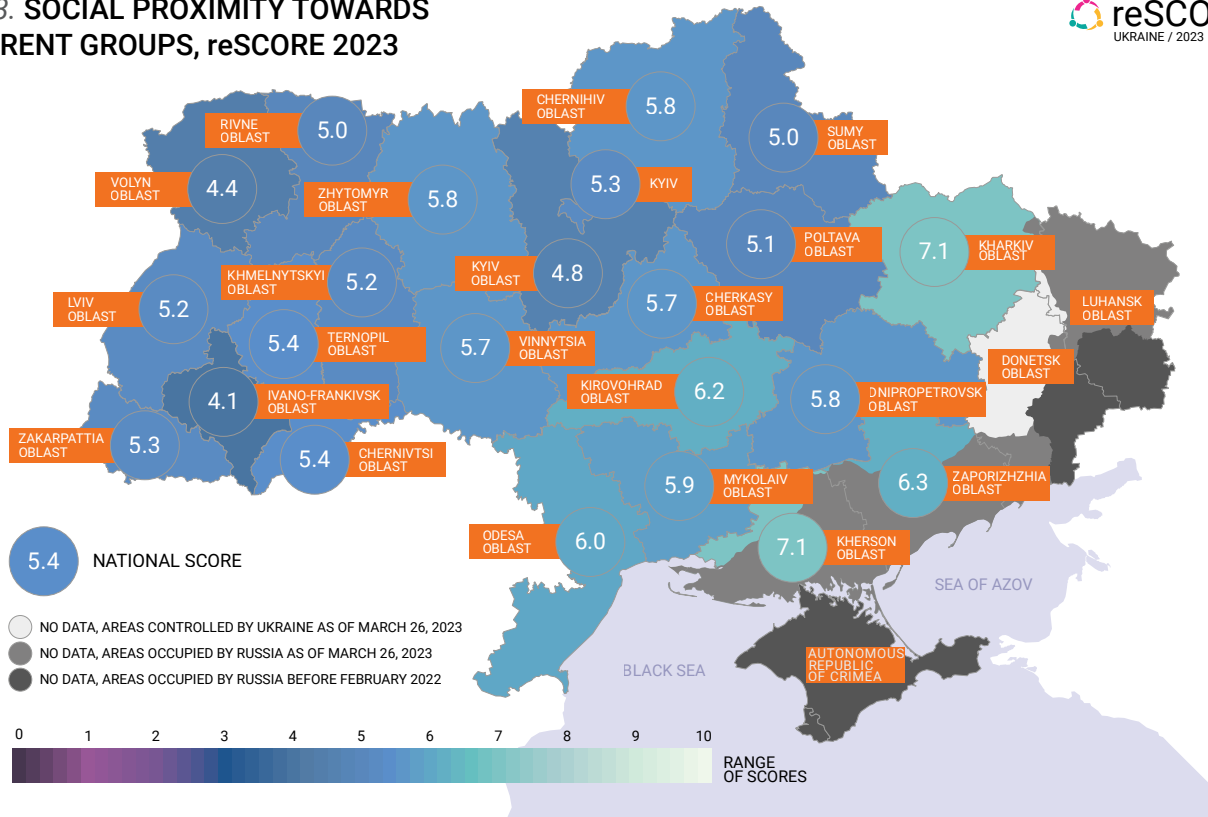 3. SOCIAL PROXIMITY TOWARDS
RENT GROUPS, reSCORE 2023
reSCO
UKRAINE / 2023
CHERNIHIV
OBLAST
5.8
RIVNE
OBLAST
5.0
5.0
SUMY
OBLAST
VOLYN
OBLAST
4.4
ZHYTOMYR
OBLAST
5.8
5.3
KYIV
5.1
POLTAVA
OBLAST
7.1
KHARKIV
OBLAST
KHMELNYTSKYI
OBLAST
5.2
KYIV
OBLAST
4.8
LVIV
OBLAST
5.2
5.7
CHERKASY
OBLAST
LUHANSK
OBLAST
5.4
TERNOPIL
OBLAST
5.7
VINNYTSIA
OBLAST
DONETSK
OBLAST
4.1
IVANO-FRANKIVSK
OBLAST
KIROVOHRAD
OBLAST
6.2
5.8
DNIPROPETROVSK
OBLAST
ZAKARPATTIA
OBLAST
5.3
5.4
CHERNIVTSI
OBLAST
5.9
MYKOLAIV
OBLAST
6.3
ZAPORIZHZHIA
OBLAST
ODESA
OBLAST
6.0
7.1
KHERSON
OBLAST
5.4
NATIONAL SCORE
SEA OF AZOV
NO DATA, AREAS CONTROLLED BY UKRAINE AS OF MARCH 26, 2023
NO DATA, AREAS OCCUPIED BY RUSSIA AS OF MARCH 26, 2023
NO DATA, AREAS OCCUPIED BY RUSSIA BEFORE FEBRUARY 2022
BLACK SEA
AUTONOMOUS
REPUBLIC
OF CRIMEA
0 1 2 3 4 5 6 7 8 9 10
RANGE
OF SCORES